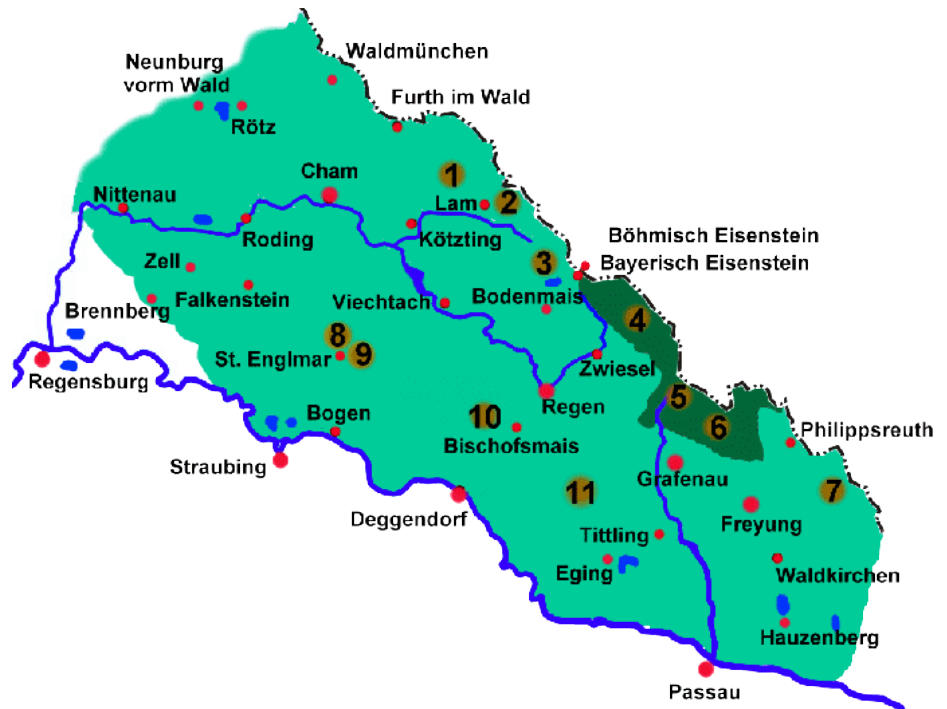 Waldmünchen
Neunburg
vorm Wald
Furth im Wald
Rötz
Cham
1
Nittenau
Lam
2
Roding
Kötzting
Böhmisch Eisenstein
Zell
3
Bayerisch Eisenstein
Falkenstein
Viechtach
Bodenmais
Brennberg
4
8
St. Englmar
9
Zwiesel
Regensburg
Regen
5
Bogen
10
6
Philippsreuth
Bischofsmais
Straubing
Grafenau
11
7
Deggendorf
Freyung
Tittling
Eging
Waldkirchen
Hauzenberg
Passau